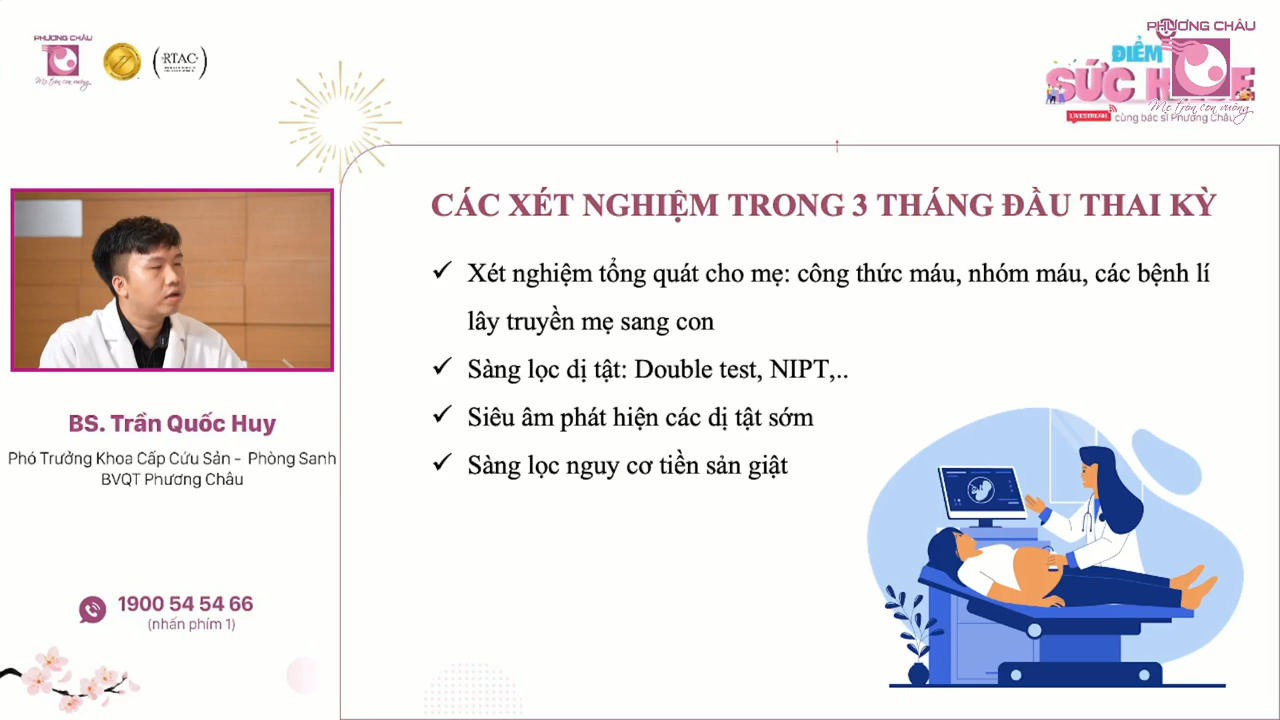 PHƯƠNG CHÂU
Mẹ tròn con vuông
RTAC
PHƯƠNG CHÂU
ĐIỂM
SỨC KHỎE
Mẹ tròn con vuông
LIVESTREAM
cùng bác sĩ Phương Châu
CÁC XÉT NGHIỆM TRONG 3 THÁNG ĐẦU THAI KỲ
Xét nghiệm tổng quát cho mẹ: công thức máu, nhóm máu, các bệnh lí
lây truyền mẹ sang con
Sàng lọc dị tật: Double test, NIPT,..
Siêu âm phát hiện các dị tật sớm
Sàng lọc nguy cơ tiền sản giật
BS. Trần Quốc Huy
Phó Trưởng Khoa Cấp Cứu Sản - Phòng Sanh
BVQT Phương Châu
1900 54 54 66
(nhấn phím 1)